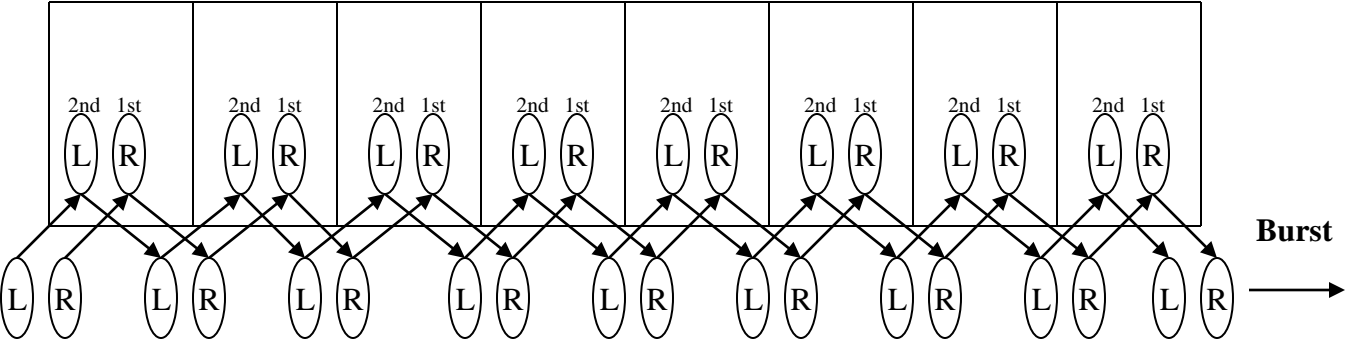 2nd 1st 2nd 1st 2nd 1st 2nd 1st 2nd 1st 2nd 1st 2nd 1st 2nd 1st
L R L R L R L R L R L R L R L R
Burst
L R L R L R L R L R L R L R L R L R